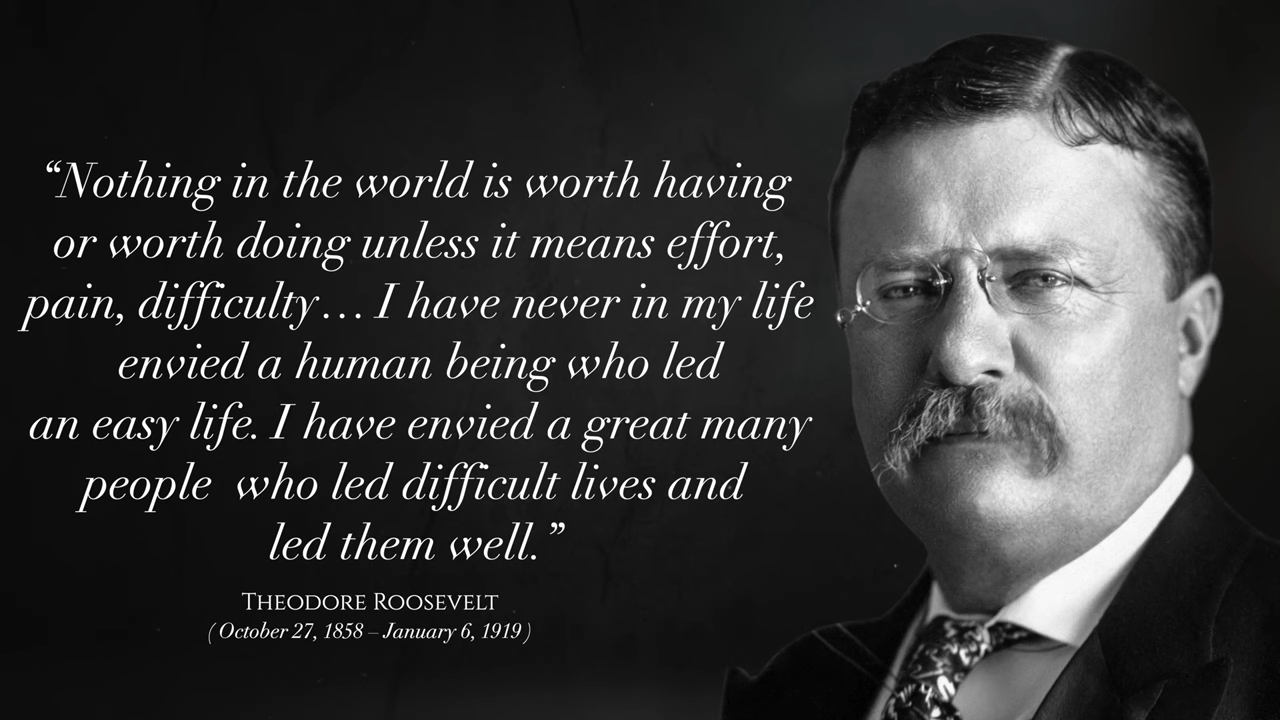 “Nothing in the world is worth having
or worth doing unless it means effort,
pain, difficulty… I have never in my life
envied a human being who led
an easy life. I have envied a great many
people who led difficult lives and
led them well.”
Theodore Roosevelt
( October 27, 1858 – January 6, 1919 )